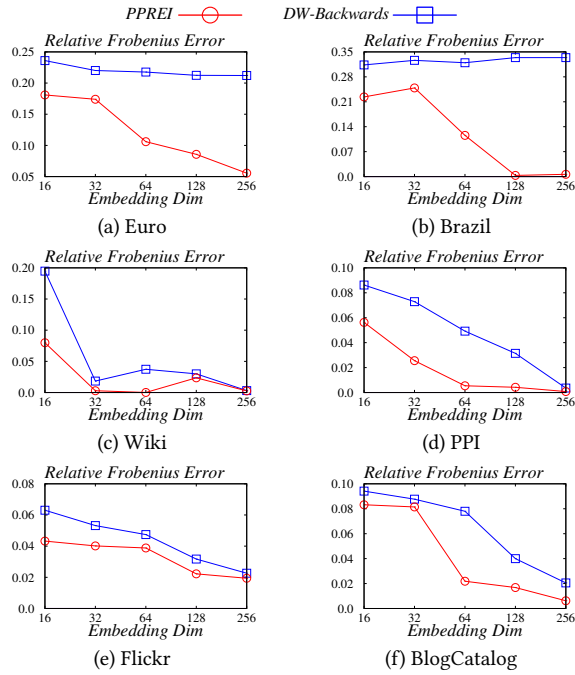 PPREI DW-Backwards
Relative Frobenius Error Relative Frobenius Error
0.25 0.35
0.20 0.28
0.21
0.15
0.14
0.10
0.07
0.05 0.0
16 32 64 128 256 16 32 64 128 256
Embedding Dim Embedding Dim
(a) Euro (b) Brazil
Relative Frobenius Error Relative Frobenius Error
0.20 0.10
0.08
0.15
0.06
0.10
0.04
0.05
0.02
0.0 0.0
16 32 64 128 256 16 32 64 128 256
Embedding Dim Embedding Dim
(c) Wiki (d) PPI
Relative Frobenius Error Relative Frobenius Error
0.08 0.10
0.08
0.06
0.06
0.04
0.04
0.02
0.02
0.0 0.0
16 32 64 128 256 16 32 64 128 256
Embedding Dim Embedding Dim
(e) Flickr (f) BlogCatalog